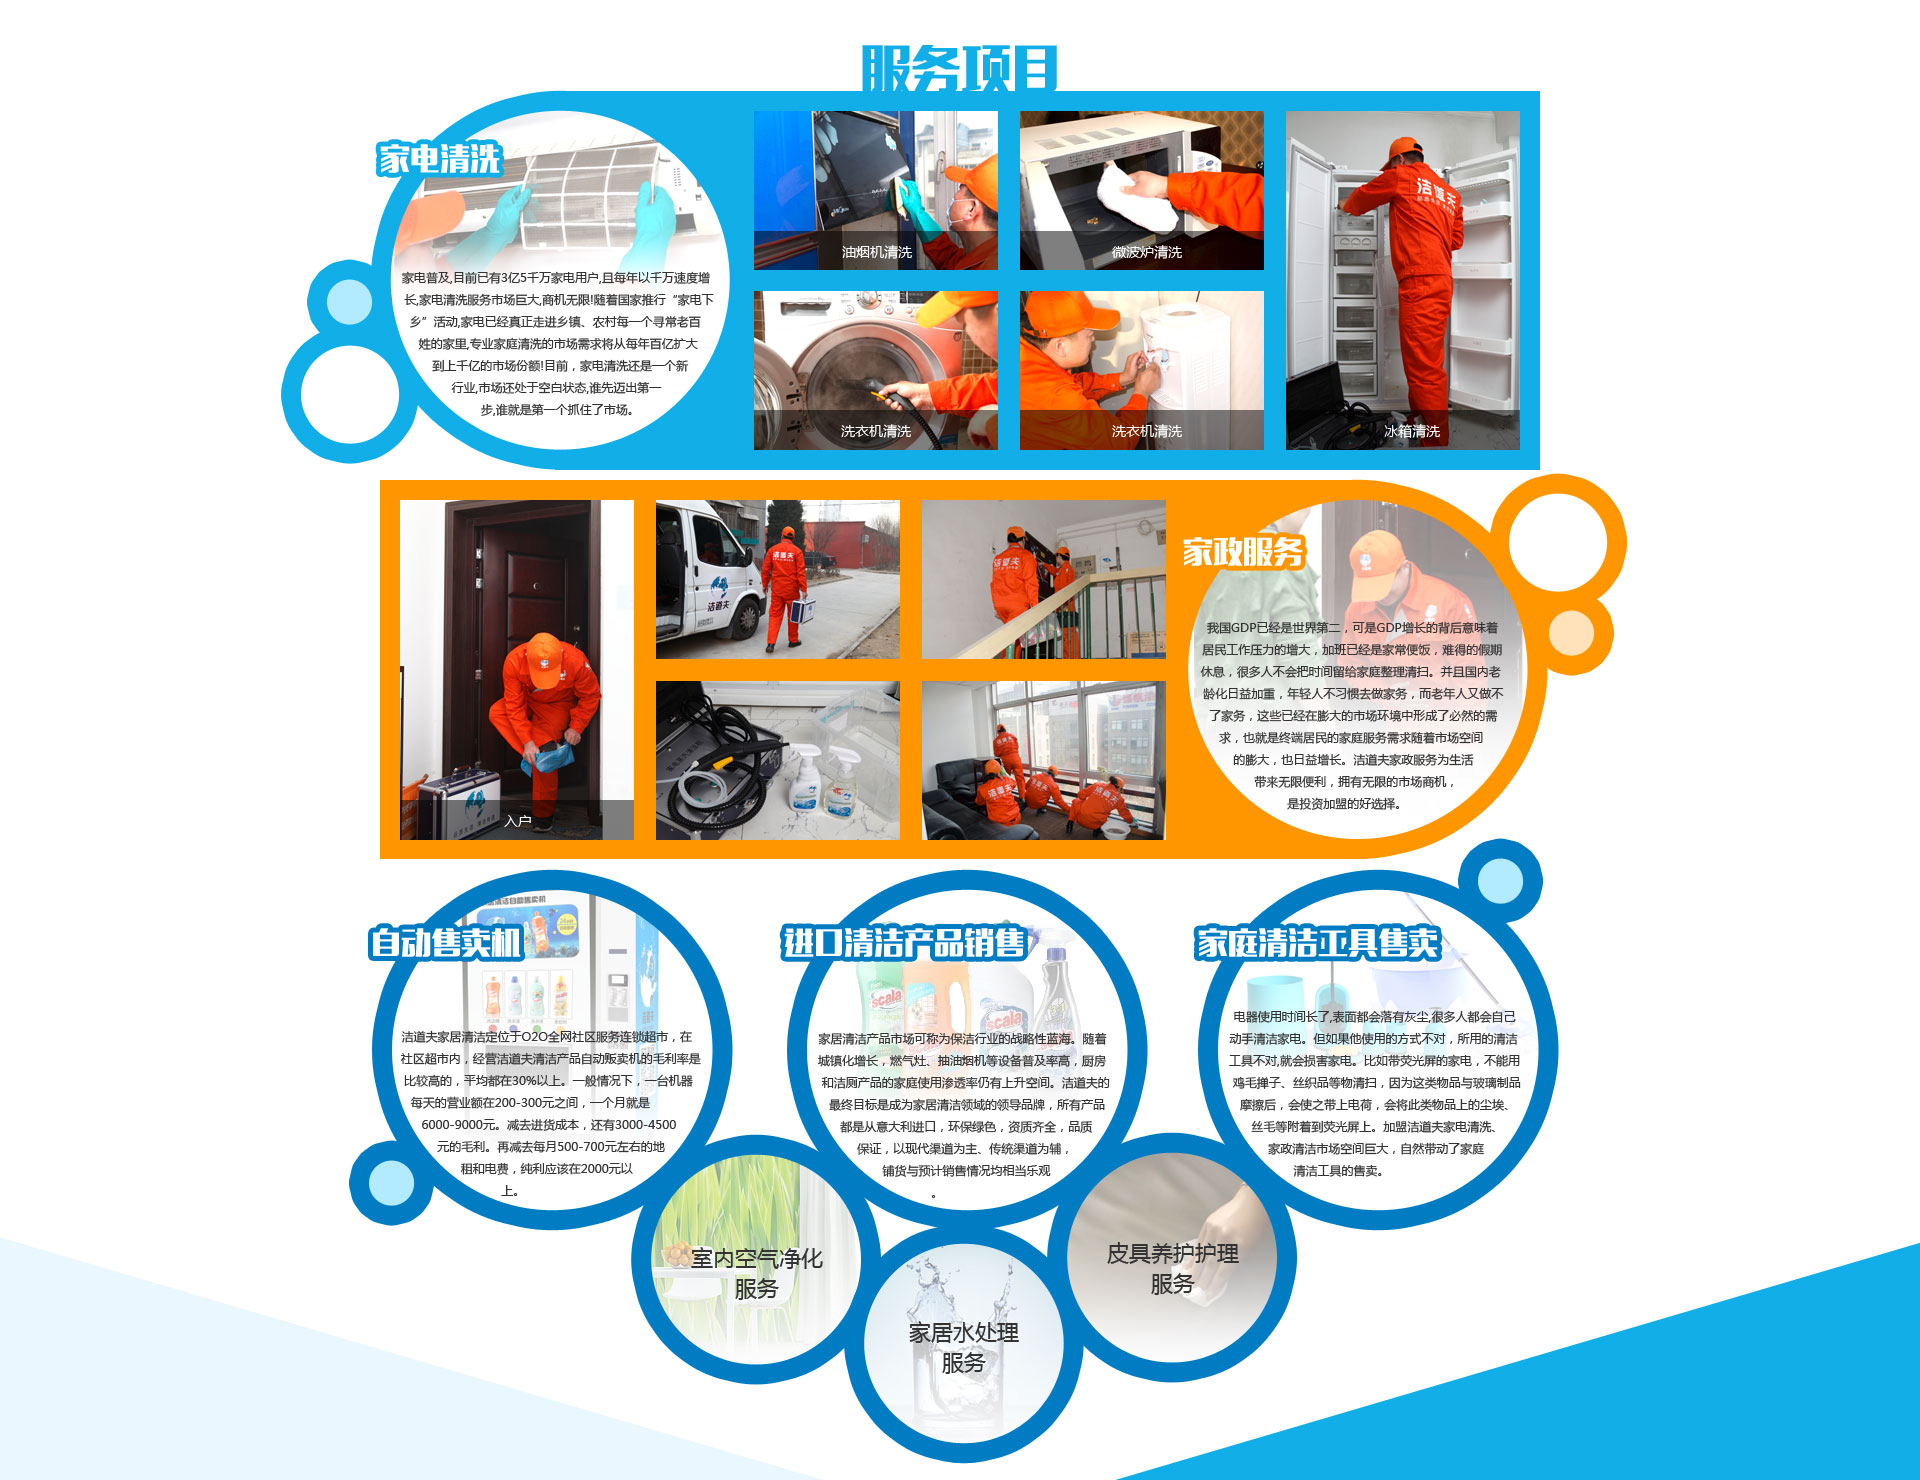 服务项目
家电清洗
家电普及,目前已有3亿5千万家电用户,且每年以千万速度增
长,家电清洗服务市场巨大,商机无限!随着国家推行“家电下
乡”活动,家电已经真正走进乡镇、农村每一个寻常老百
姓的家里,专业家庭清洗的市场需求将从每年百亿扩大
到上千亿的市场份额!目前，家电清洗还是一个新
行业,市场还处于空白状态,谁先迈出第一
步,谁就是第一个抓住了市场。
油烟机清洗
微波炉清洗
洁道夫
洗衣机清洗
洗衣机清洗
冰箱清洗
入户
洁道夫
洁道夫
洁道夫
家政服务
我国GDP已经是世界第二，可是GDP增长的背后意味着
居民工作压力的增大，加班已经是家常便饭，难得的假期
休息，很多人不会把时间留给家庭整理清扫。并且国内老
龄化日益加重，年轻人不习惯去做家务，而老年人又做不
了家务，这些已经在膨大的市场环境中形成了必然的需
求，也就是终端居民的家庭服务需求随着市场空间
的膨大，也日益增长。洁道夫家政服务为生活
带来无限便利，拥有无限的市场商机，
是投资加盟的好选择。
自动售卖机
洁道夫家居清洁定位于O2O全网社区服务连锁超市，在
社区超市内，经营洁道夫清洁产品自动贩卖机的毛利率是
比较高的，平均都在30%以上。一般情况下，一台机器
每天的营业额在200-300元之间，一个月就是
6000-9000元。减去进货成本，还有3000-4500
元的毛利。再减去每月500-700元左右的地
租和电费，纯利应该在2000元以
上。
进口清洁产品销售
scala
scala
家居清洁产品市场可称为保洁行业的战略性蓝海。随着
城镇化增长，燃气灶、抽油烟机等设备普及率高，厨房
和洁厕产品的家庭使用渗透率仍有上升空间。洁道夫的
最终目标是成为家居清洁领域的领导品牌，所有产品
都是从意大利进口，环保绿色，资质齐全，品质
保证，以现代渠道为主、传统渠道为辅，
铺货与预计销售情况均相当乐观
。
家庭清洁工具售卖
电器使用时间长了,表面都会落有灰尘,很多人都会自己
动手清洁家电。但如果他使用的方式不对，所用的清洁
工具不对,就会损害家电。比如带荧光屏的家电，不能用
鸡毛掸子、丝织品等物清扫，因为这类物品与玻璃制品
摩擦后，会使之带上电荷，会将此类物品上的尘埃、
丝毛等附着到荧光屏上。加盟洁道夫家电清洗、
家政清洁市场空间巨大，自然带动了家庭
清洁工具的售卖。
室内空气净化
服务
家居水处理
服务
皮具养护护理
服务